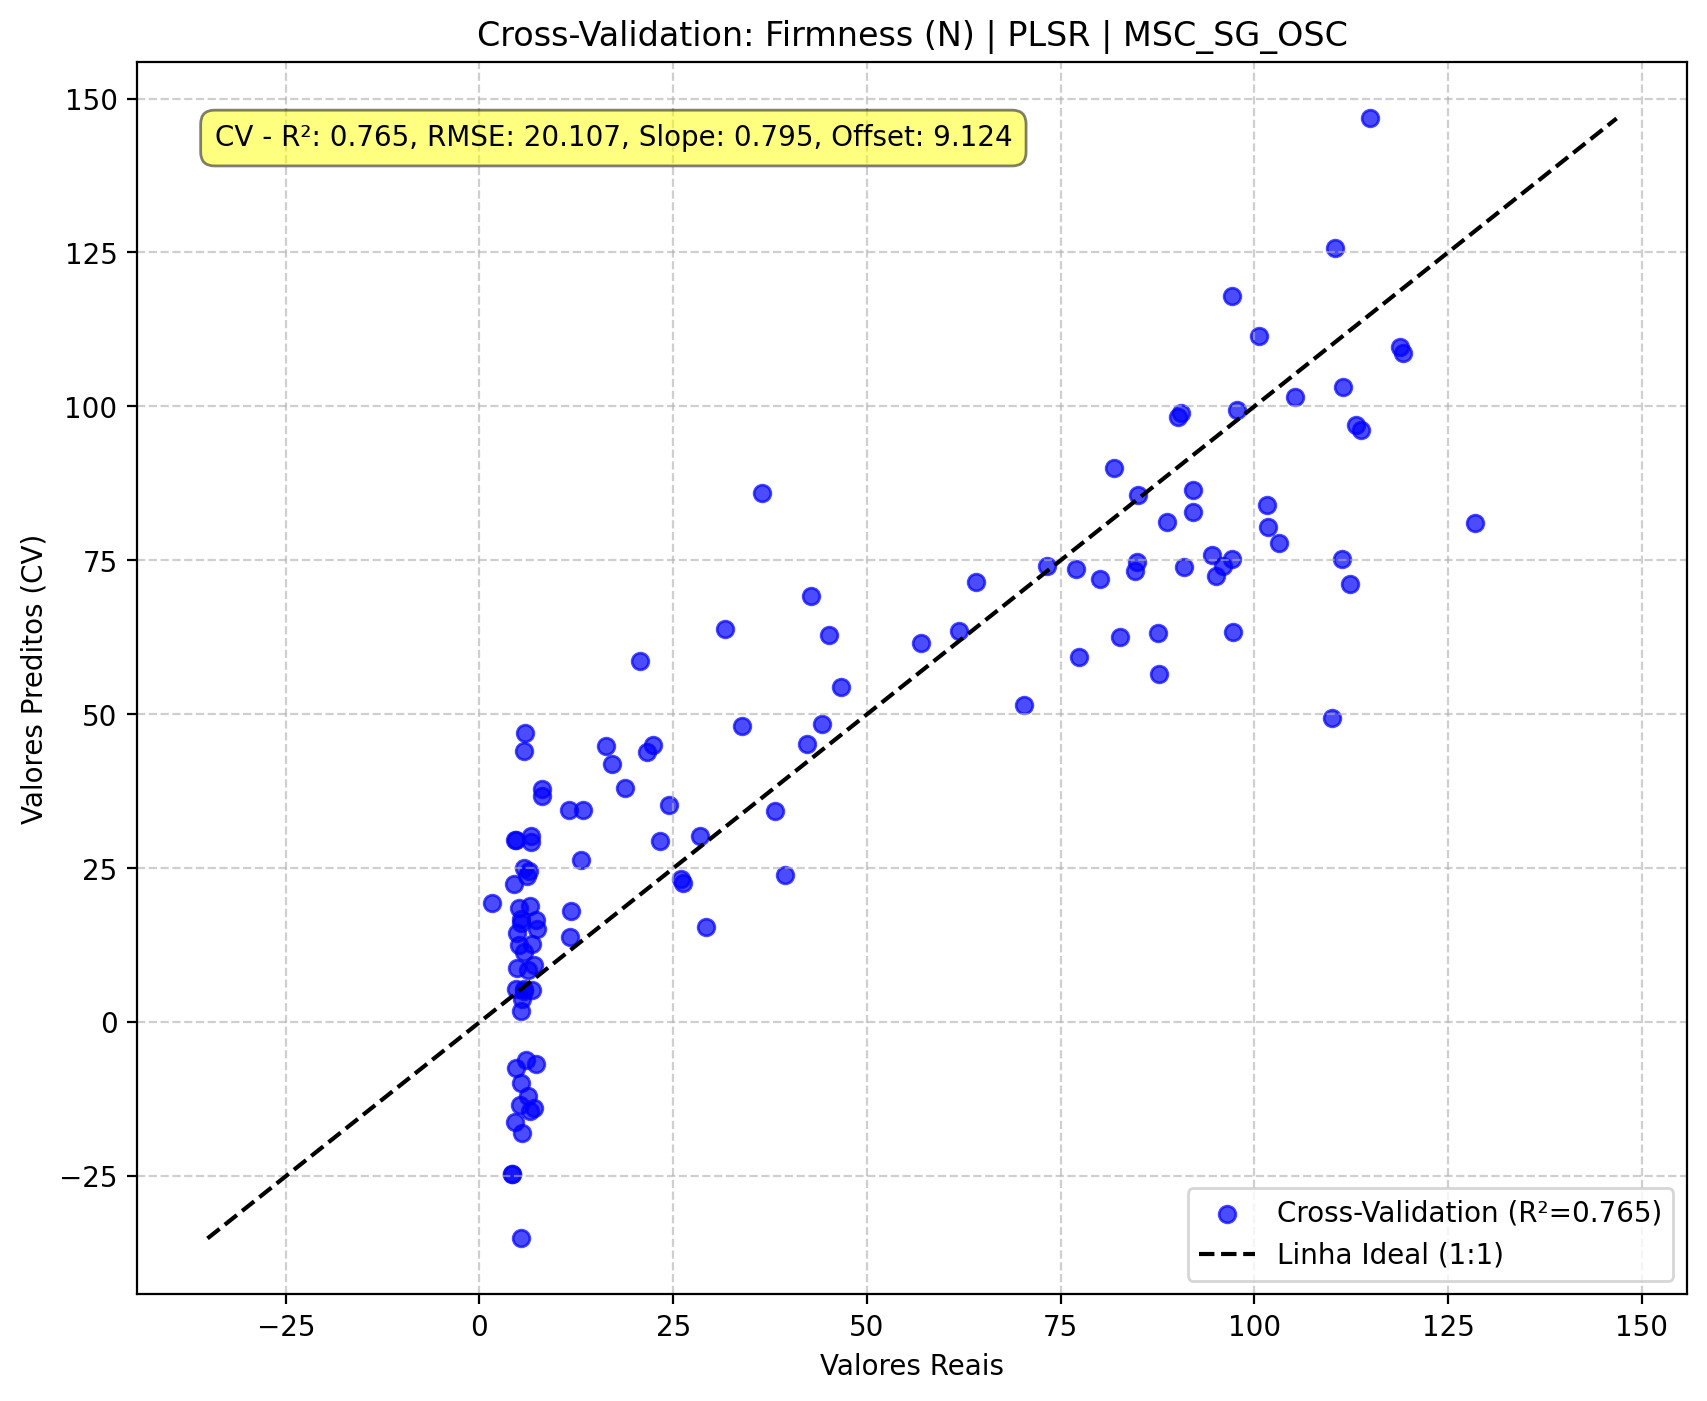 Cross-Validation: Firmness (N) | PLSR | MSC_SG_OSC
CV - R²: 0.765, RMSE: 20.107, Slope: 0.795, Offset: 9.124
Valores Preditos (CV)
150
125
100
75
50
25
0
−25
Cross-Validation (R²=0.765)
Linha Ideal (1:1)
−25 0 25 50 75 100 125 150
Valores Reais